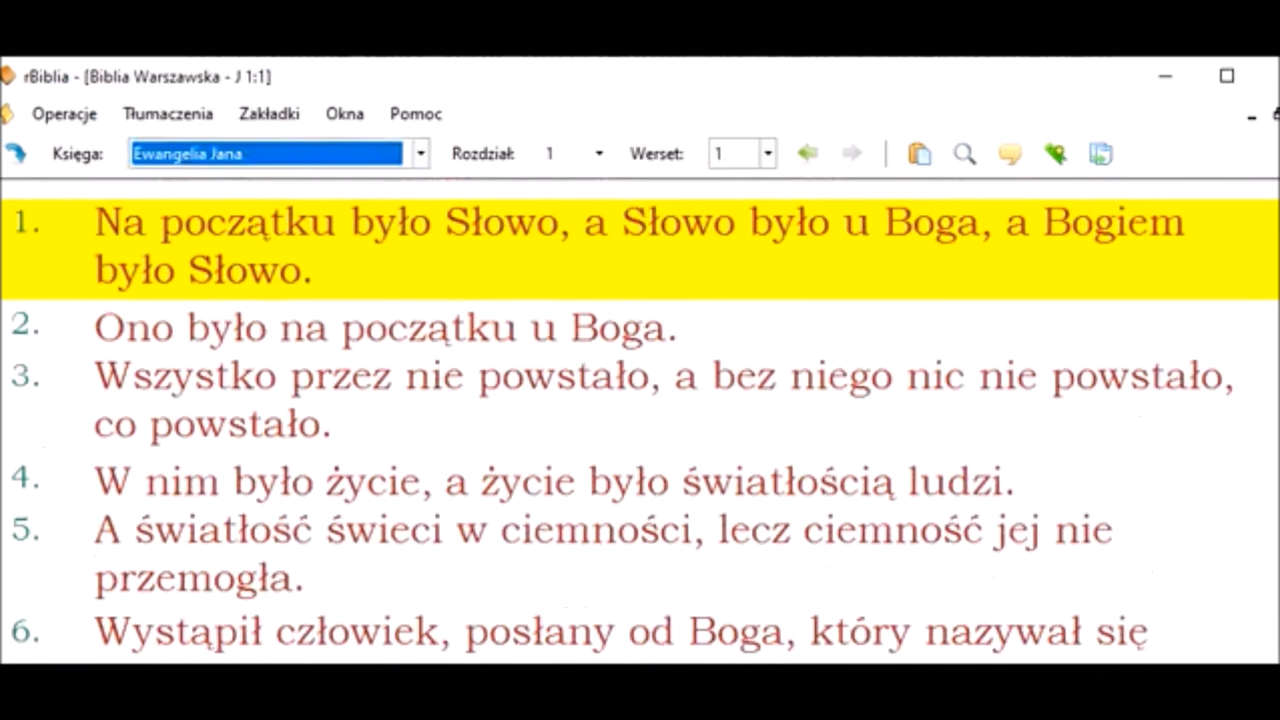 rBiblia - [Biblia Warszawska - J 1:1]
Operacje Tłumaczenia Zakładki Okna Pomoc
Księga: Ewangelia Jana Rozdział: 1 Werset: 1
1. Na początku było Słowo, a Słowo było u Boga, a Bogiem
było Słowo.
2. Ono było na początku u Boga.
3. Wszystko przez nie powstało, a bez niego nic nie powstało,
co powstało.
4. W nim było życie, a życie było światłością ludzi.
5. A światłość świeci w ciemności, lecz ciemność jej nie
przemogła.
6. Wystąpił człowiek, posłany od Boga, który nazywał się